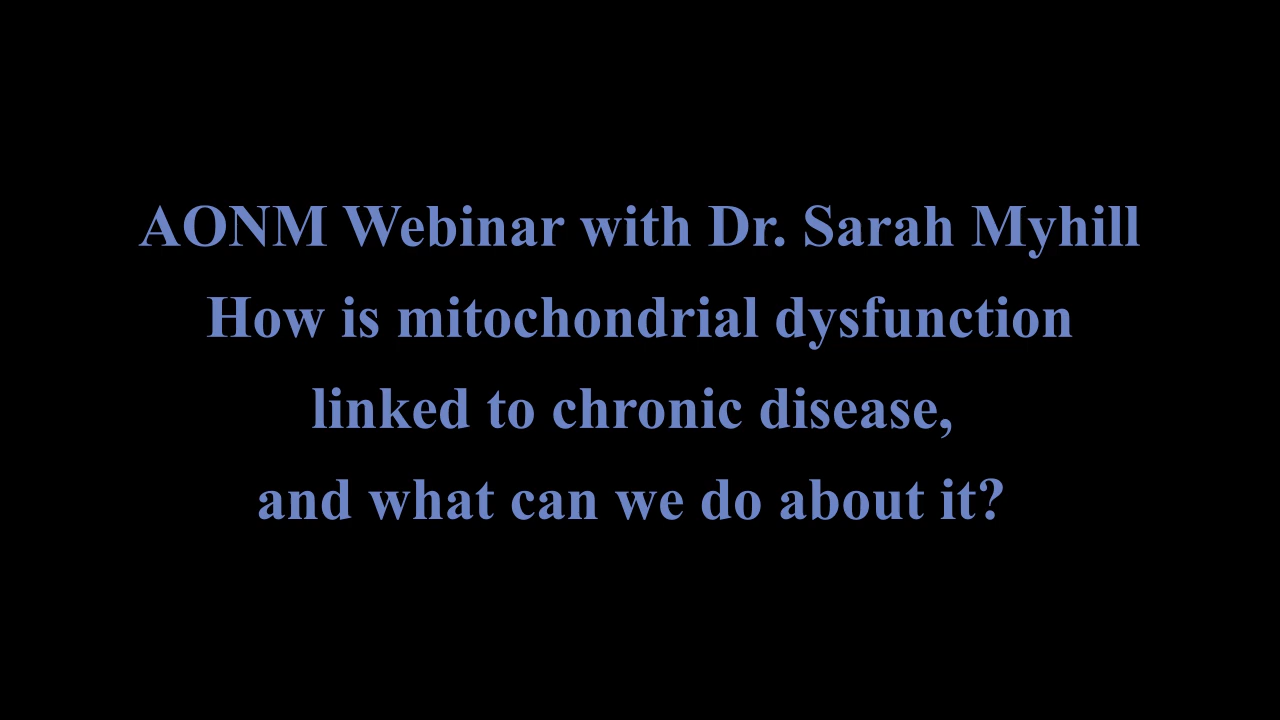 AONM Webinar with Dr. Sarah Myhill
How is mitochondrial dysfunction
linked to chronic disease,
and what can we do about it?